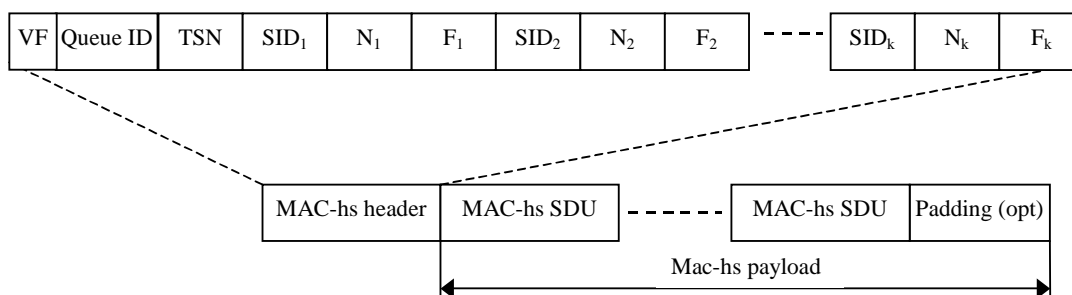 VF Queue ID TSN SID₁ N₁ F₁ SID₂ N₂ F₂ SIDₖ Nₖ Fₖ
MAC-hs header MAC-hs SDU MAC-hs SDU Padding (opt)
Mac-hs payload